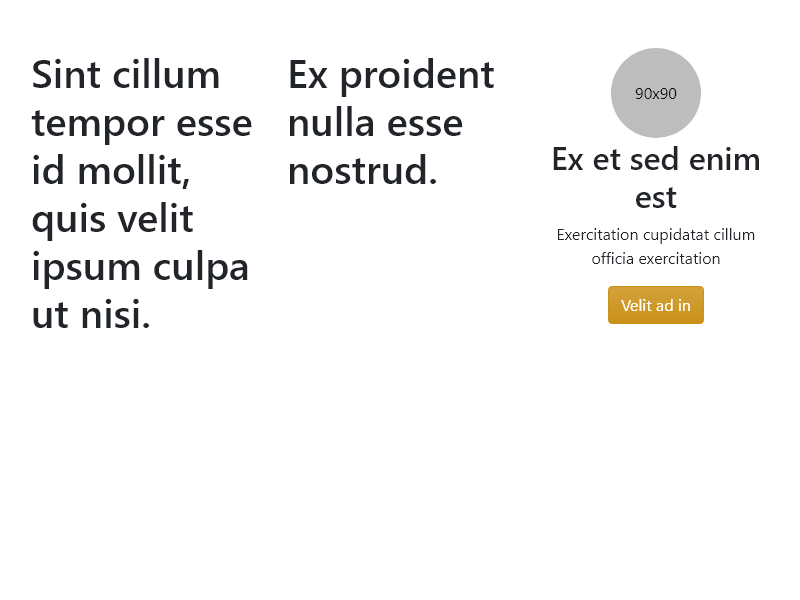 Sint cillum
tempor esse
id mollit,
quis velit
ipsum culpa
ut nisi.
Ex proident
nulla esse
nostrud.
90x90
Ex et sed enim
est
Exercitation cupidatat cillum
officia exercitation
Velit ad in